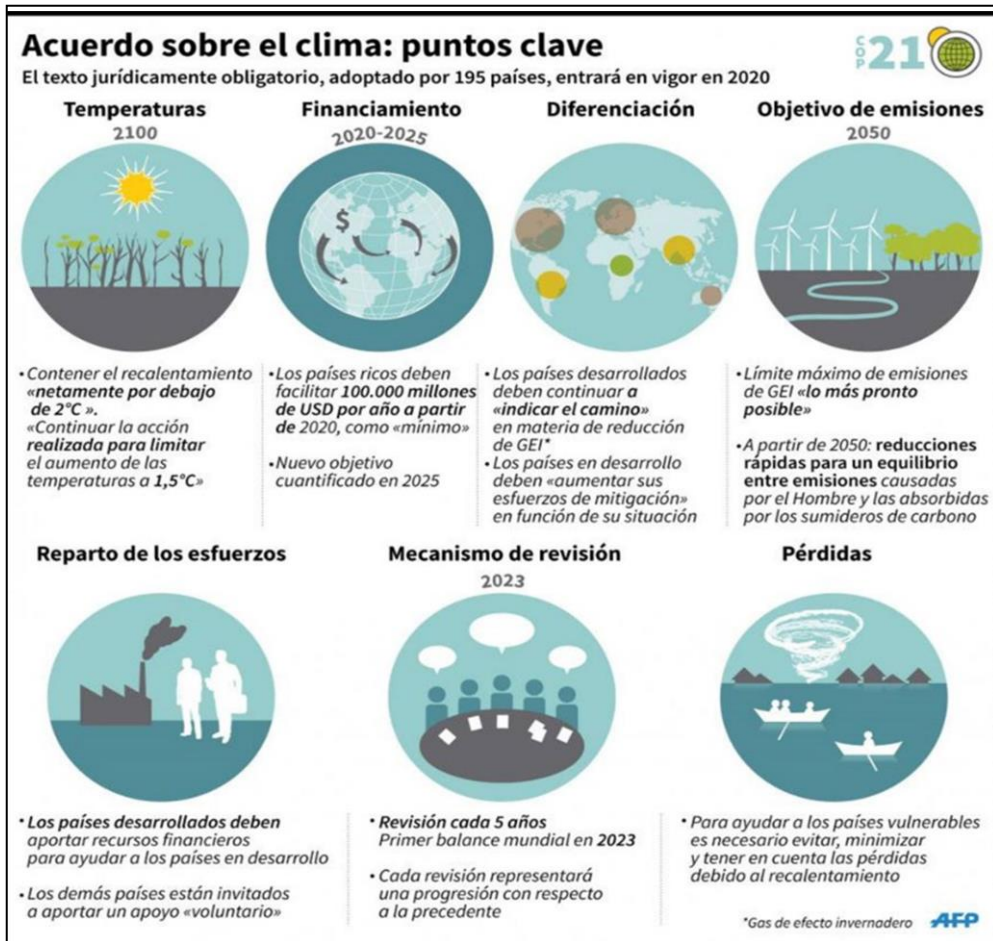 Acuerdo sobre el clima: puntos clave
El texto jurídicamente obligatorio, adoptado por 195 países, entrará en vigor en 2020
COP 21
Temperaturas
2100
• Contener el recalentamiento
«netamente por debajo
de 2°C ».
«Continuar la acción
realizada para limitar
el aumento de las
temperaturas a 1,5°C»
Financiamiento
2020-2025
$
• Los países ricos deben
facilitar 100.000 millones
de USD por año a partir
de 2020, como «mínimo»
• Nuevo objetivo
cuantificado en 2025
Diferenciación
• Los países desarrollados
deben continuar a
«indicar el camino»
en materia de reducción
de GEI*
• Los países en desarrollo
deben «aumentar sus
esfuerzos de mitigación»
en función de su situación
Objetivo de emisiones
2050
• Límite máximo de emisiones
de GEI «lo más pronto
posible»
• A partir de 2050: reducciones
rápidas para un equilibrio
entre emisiones causadas
por el Hombre y las absorbidas
por los sumideros de carbono
Reparto de los esfuerzos
• Los países desarrollados deben
aportar recursos financieros
para ayudar a los países en desarrollo
• Los demás países están invitados
a aportar un apoyo «voluntario»
Mecanismo de revisión
2023
• Revisión cada 5 años
Primer balance mundial en 2023
• Cada revisión representará
una progresión con respecto
a la precedente
Pérdidas
• Para ayudar a los países vulnerables
es necesario evitar, minimizar
y tener en cuenta las pérdidas
debido al recalentamiento
*Gas de efecto invernadero AFP